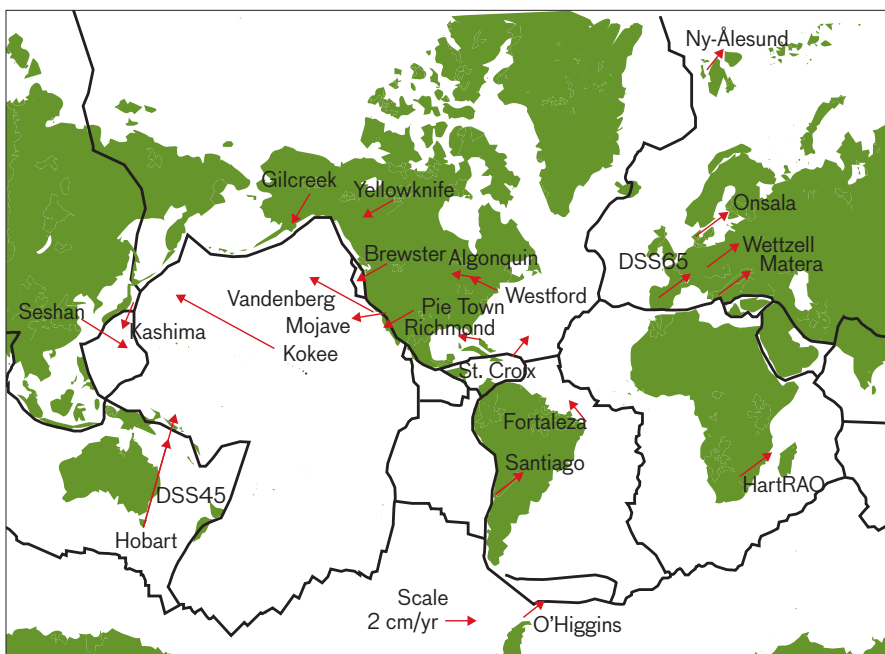 Ny-Ålesund
Gilcreek
Yellowknife
Onsala
Brewster
Algonquin
DSS65
Wettzell
Matera
Vandenberg
Westford
Seshan
Kashima
Mojave
Pie Town
Richmond
Kokee
St. Croix
Fortaleza
Santiago
DSS45
HartRAO
Hobart
Scale
2 cm/yr
O'Higgins